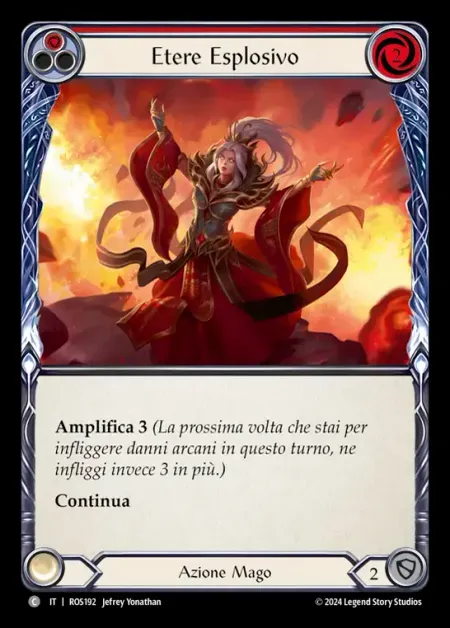 Etere Esplosivo
2
Amplifica 3 (La prossima volta che stai per
infliggere danni arcani in questo turno, ne
infliggi invece 3 in più.)
Continua
Azione Mago
2
C IT | ROS192 Jefrey Yonathan
© 2024 Legend Story Studios